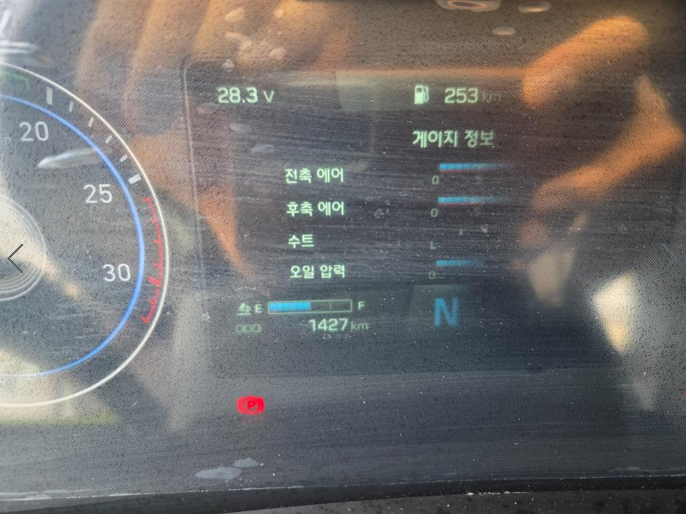 28.3 V
253 km
게이지 정보
20
25
30
전축 에어
0
후축 에어
0
수트
L
오일 압력
0
E
F
1427 km
N
P